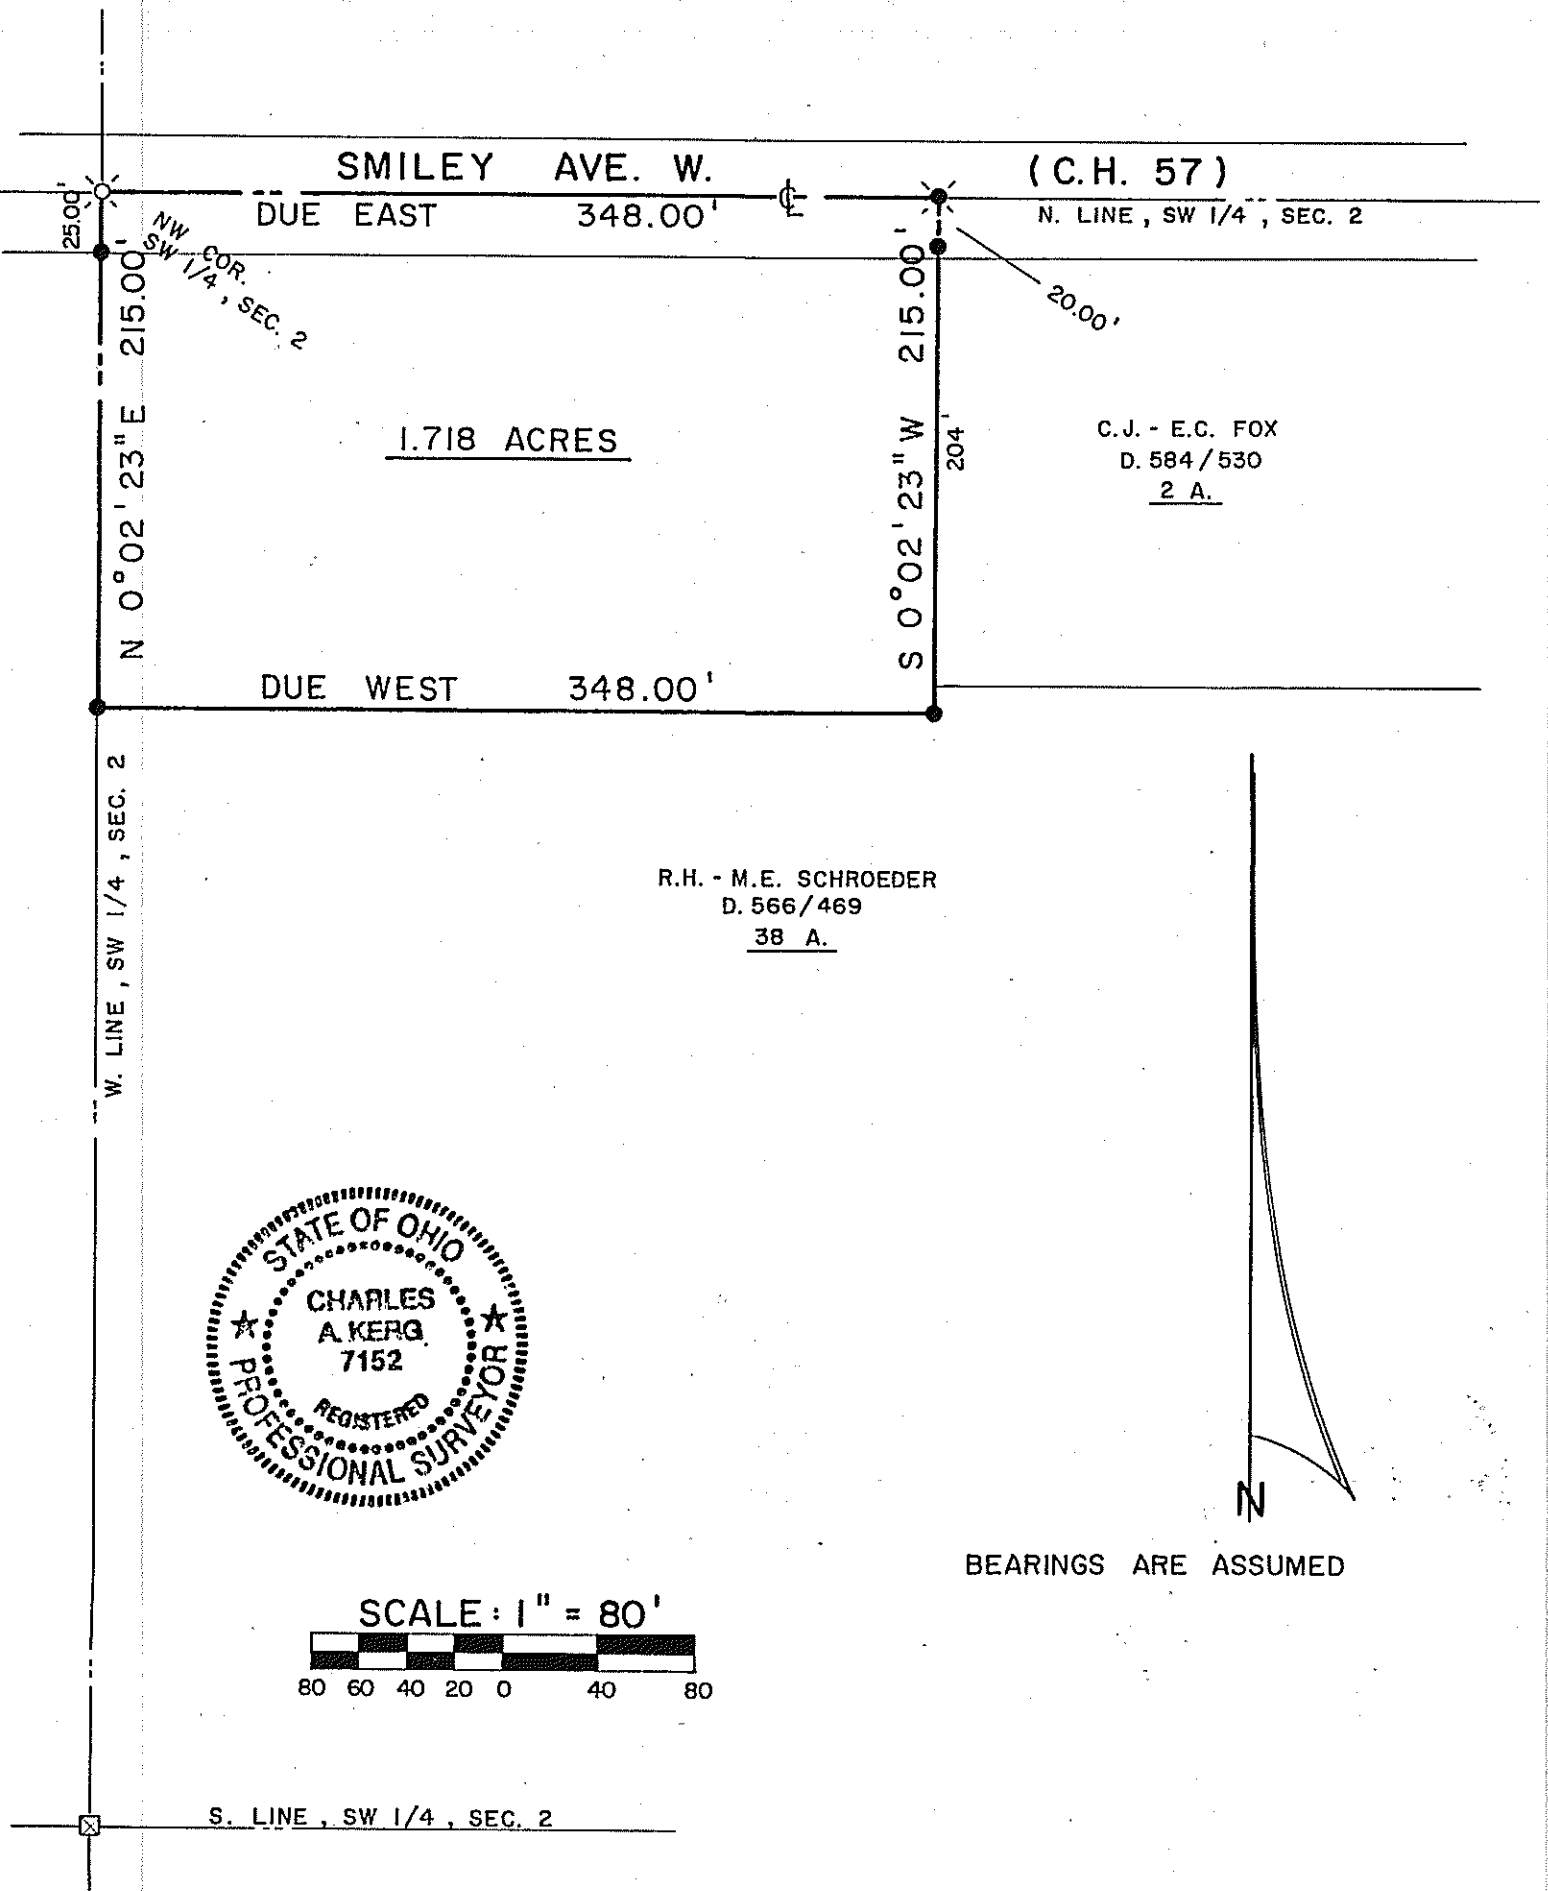 SMILEY AVE. W. (C.H. 57)
DUE EAST 348.00'
N. LINE , SW 1/4 , SEC. 2
25.00'
NW COR.
SW 1/4 , SEC. 2
20.00'
N 0°02'23"E 215.00'
S 0°02'23"W 215.00'
204'
1.718 ACRES
C.J. - E.C. FOX
D. 584/530
2 A.
DUE WEST 348.00'
W. LINE , SW 1/4 , SEC. 2
R.H. - M.E. SCHROEDER
D. 566/469
38 A.
STATE OF OHIO
CHARLES
A. KERG
7152
REGISTERED
PROFESSIONAL SURVEYOR
N
BEARINGS ARE ASSUMED
SCALE : 1" = 80'
80 60 40 20 0 40 80
S. LINE , SW 1/4 , SEC. 2